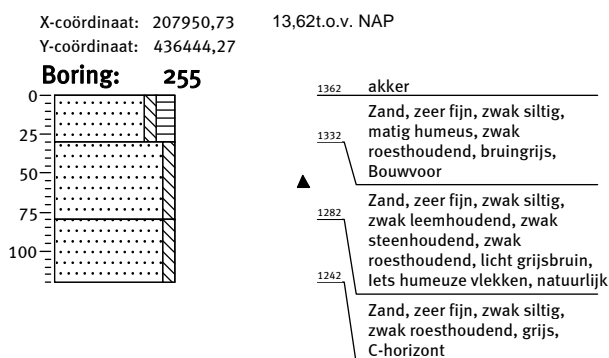 X-coördinaat: 207950,73 13,62t.o.v. NAP
Y-coördinaat: 436444,27
Boring: 255
0
25
50
75
100
1362 akker
Zand, zeer fijn, zwak siltig,
1332 matig humeus, zwak
roesthoudend, bruingrijs,
Bouwvoor
Zand, zeer fijn, zwak siltig,
1282 zwak leemhoudend, zwak
steenhoudend, zwak
roesthoudend, licht grijsbruin,
1242 Iets humeuze vlekken, natuurlijk
Zand, zeer fijn, zwak siltig,
zwak roesthoudend, grijs,
C-horizont